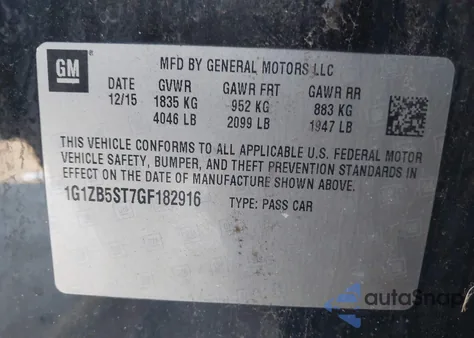 GM
MFD BY GENERAL MOTORS LLC
DATE GVWR GAWR FRT GAWR RR
12/15 1835 KG 952 KG 883 KG
4046 LB 2099 LB 1947 LB
THIS VEHICLE CONFORMS TO ALL APPLICABLE U.S. FEDERAL MOTOR
VEHICLE SAFETY, BUMPER, AND THEFT PREVENTION STANDARDS IN
EFFECT ON THE DATE OF MANUFACTURE SHOWN ABOVE.
1G1ZB5ST7GF182916 TYPE: PASS CAR
autoSnap